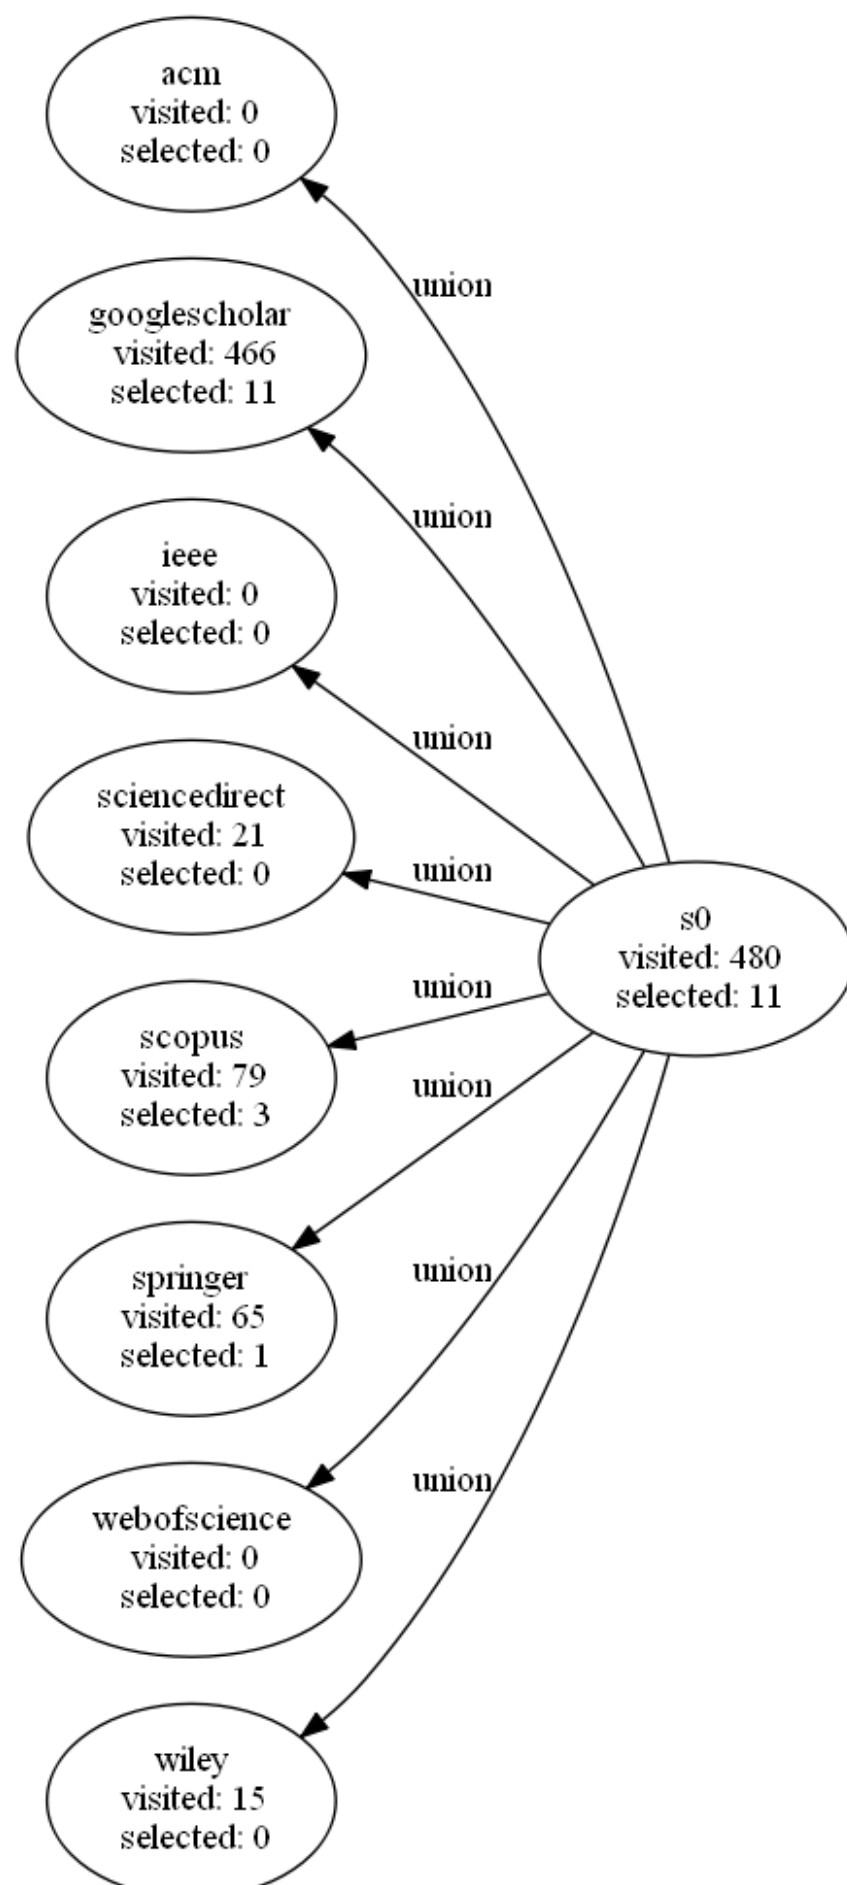 acm
visited: 0
selected: 0
union
googlescholar
visited: 466
selected: 11
union
ieee
visited: 0
selected: 0
union
sciencedirect
visited: 21
selected: 0
union
s0
visited: 480
selected: 11
union
scopus
visited: 79
selected: 3
union
springer
visited: 65
selected: 1
union
webofscience
visited: 0
selected: 0
union
wiley
visited: 15
selected: 0